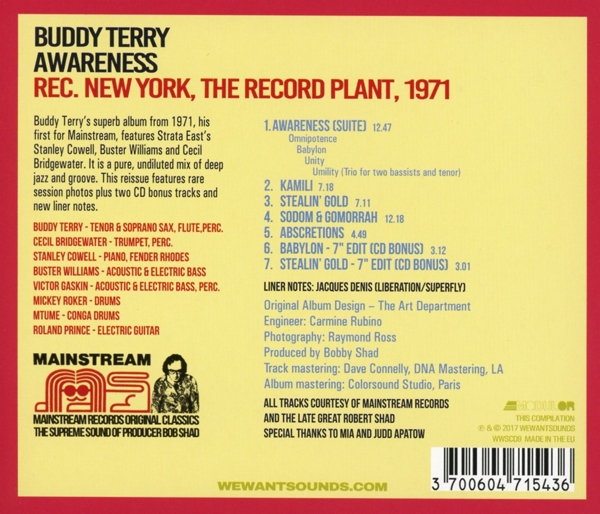 BUDDY TERRY
AWARENESS
REC. NEW YORK, THE RECORD PLANT, 1971
Buddy Terry's superb album from 1971, his
first for Mainstream, features Strata East's
Stanley Cowell, Buster Williams and Cecil
Bridgewater. It is a pure, undiluted mix of deep
jazz and groove. This reissue features rare
session photos plus two CD bonus tracks and
new liner notes.
BUDDY TERRY - TENOR & SOPRANO SAX, FLUTE,PERC.
CECIL BRIDGEWATER - TRUMPET, PERC.
STANLEY COWELL - PIANO, FENDER RHODES
BUSTER WILLIAMS - ACOUSTIC & ELECTRIC BASS
VICTOR GASKIN - ACOUSTIC & ELECTRIC BASS, PERC.
MICKEY ROKER - DRUMS
MTUME - CONGA DRUMS
ROLAND PRINCE - ELECTRIC GUITAR
MAINSTREAM
MAINSTREAM RECORDS ORIGINAL CLASSICS
THE SUPREME SOUND OF PRODUCER BOB SHAD
1. AWARENESS (SUITE) 12.47
Omnipotence
Babylon
Unity
Umility (Trio for two bassists and tenor)
2. KAMILI 7.18
3. STEALIN' GOLD 7.11
4. SODOM & GOMORRAH 12.18
5. ABSCRETIONS 4.49
6. BABYLON - 7" EDIT (CD BONUS) 3.12
7. STEALIN' GOLD - 7" EDIT (CD BONUS) 3.01
LINER NOTES: JACQUES DENIS (LIBERATION/SUPERFLY)
Original Album Design – The Art Department
Engineer: Carmine Rubino
Photography: Raymond Ross
Produced by Bobby Shad
Track mastering: Dave Connelly, DNA Mastering, LA
Album mastering: Colorsound Studio, Paris
ALL TRACKS COURTESY OF MAINSTREAM RECORDS
AND THE LATE GREAT ROBERT SHAD
SPECIAL THANKS TO MIA AND JUDD APATOW
MODULOR
THIS COMPILATION
℗ & © 2017 WEWANTSOUNDS
WWSCD9 MADE IN THE EU
3 700604 715436
WEWANTSOUNDS.COM